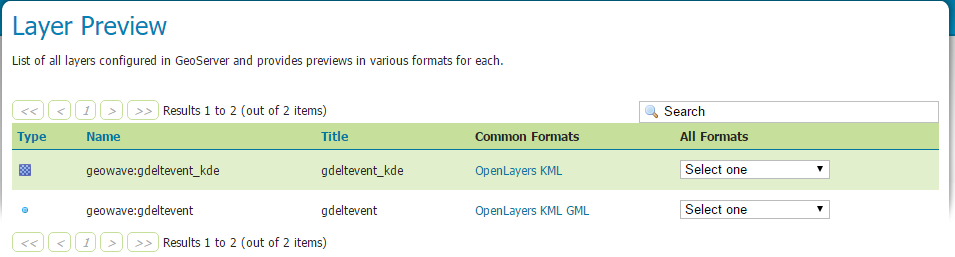 Layer Preview
List of all layers configured in GeoServer and provides previews in various formats for each.
<< < 1 > >> Results 1 to 2 (out of 2 items) Search
Type Name Title Common Formats All Formats
geowave:gdeltevent_kde gdeltevent_kde OpenLayers KML Select one
geowave:gdeltevent gdeltevent OpenLayers KML GML Select one
<< < 1 > >> Results 1 to 2 (out of 2 items)